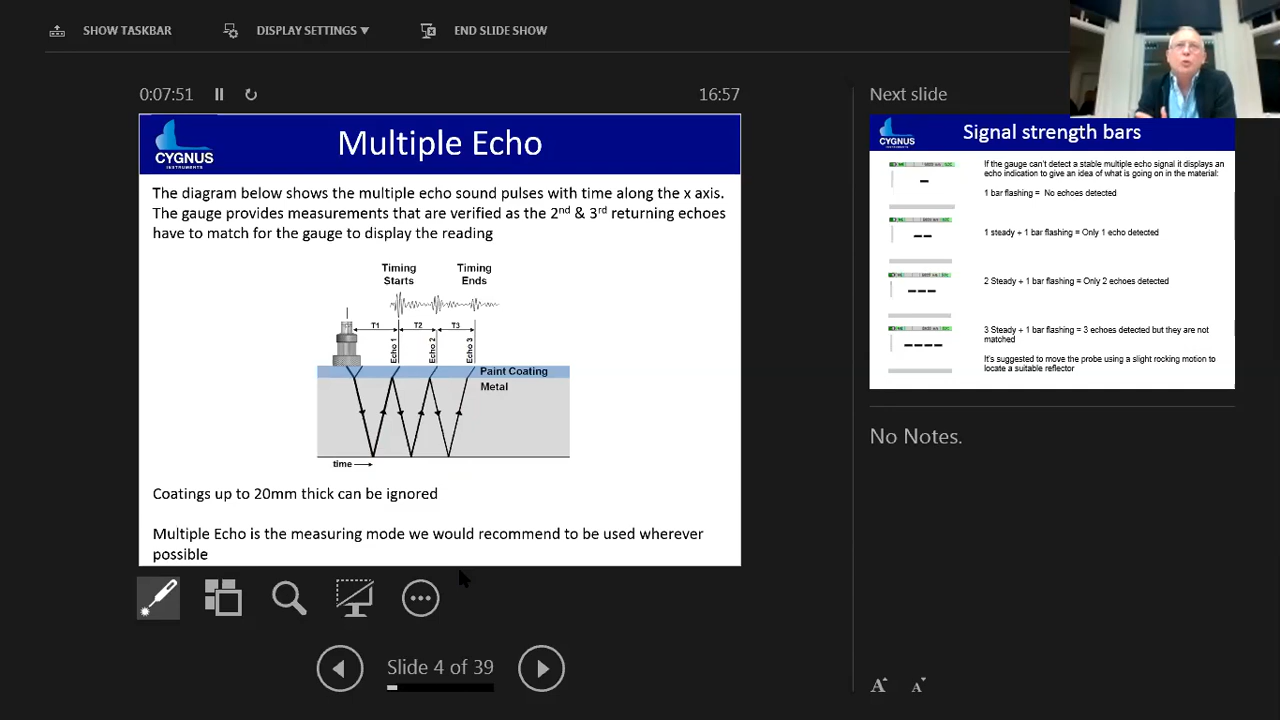 SHOW TASKBAR
DISPLAY SETTINGS ▼
END SLIDE SHOW
0:07:51
16:57
CYGNUS
INSTRUMENTS
Multiple Echo
The diagram below shows the multiple echo sound pulses with time along the x axis.
The gauge provides measurements that are verified as the 2nd & 3rd returning echoes
have to match for the gauge to display the reading
Timing
Starts
Timing
Ends
T1
T2
T3
Echo 1
Echo 2
Echo 3
Paint Coating
Metal
time
Coatings up to 20mm thick can be ignored
Multiple Echo is the measuring mode we would recommend to be used wherever
possible
Slide 4 of 39
Next slide
CYGNUS
Signal strength bars
If the gauge can't detect a stable multiple echo signal it displays an
echo indication to give an idea of what is going on in the material:
1 bar flashing = No echoes detected
1 steady + 1 bar flashing = Only 1 echo detected
2 Steady + 1 bar flashing = Only 2 echoes detected
3 Steady + 1 bar flashing = 3 echoes detected but they are not
matched
It's suggested to move the probe using a slight rocking motion to
locate a suitable reflector
No Notes.
A A